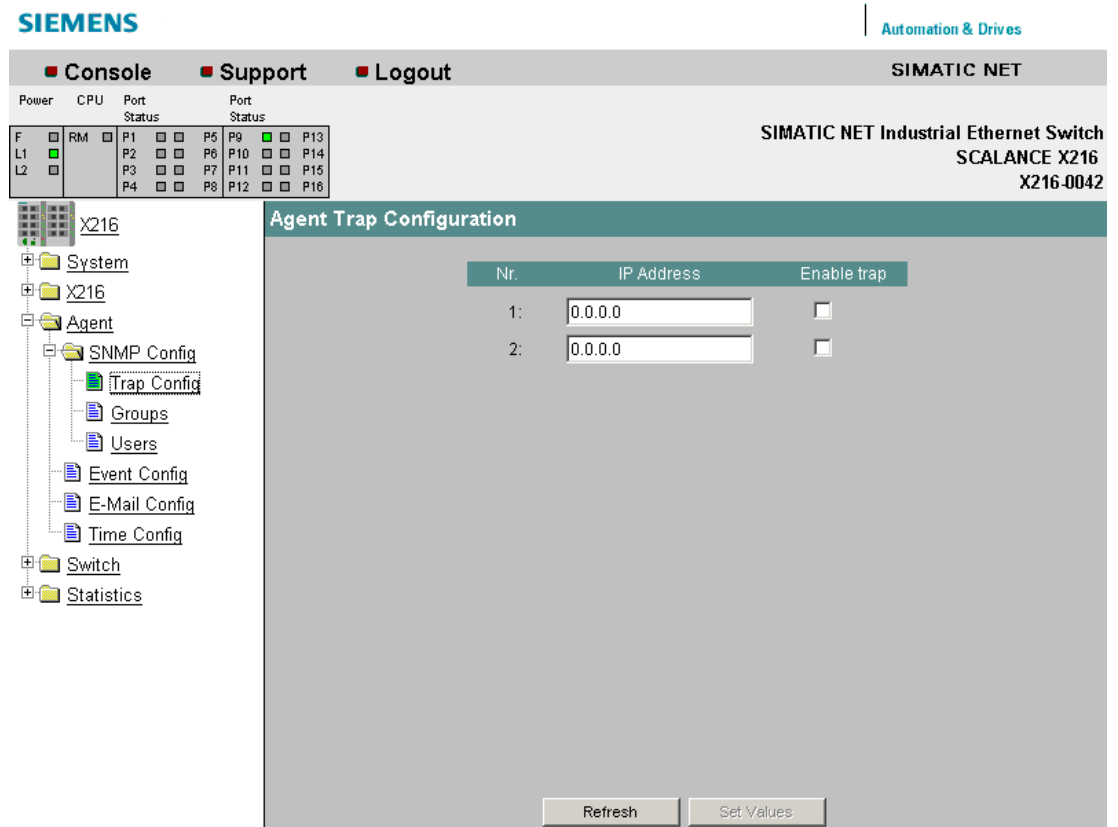 SIEMENS
Automation & Drives
Console Support Logout SIMATIC NET
Power CPU Port Status Port Status
F RM P1 P5 P9 P13
L1 P2 P6 P10 P14
L2 P3 P7 P11 P15
P4 P8 P12 P16
SIMATIC NET Industrial Ethernet Switch
SCALANCE X216
X216-0042
X216
System
X216
Agent
SNMP Config
Trap Config
Groups
Users
Event Config
E-Mail Config
Time Config
Switch
Statistics
Agent Trap Configuration
Nr. IP Address Enable trap
1: 0.0.0.0
2: 0.0.0.0
Refresh Set Values